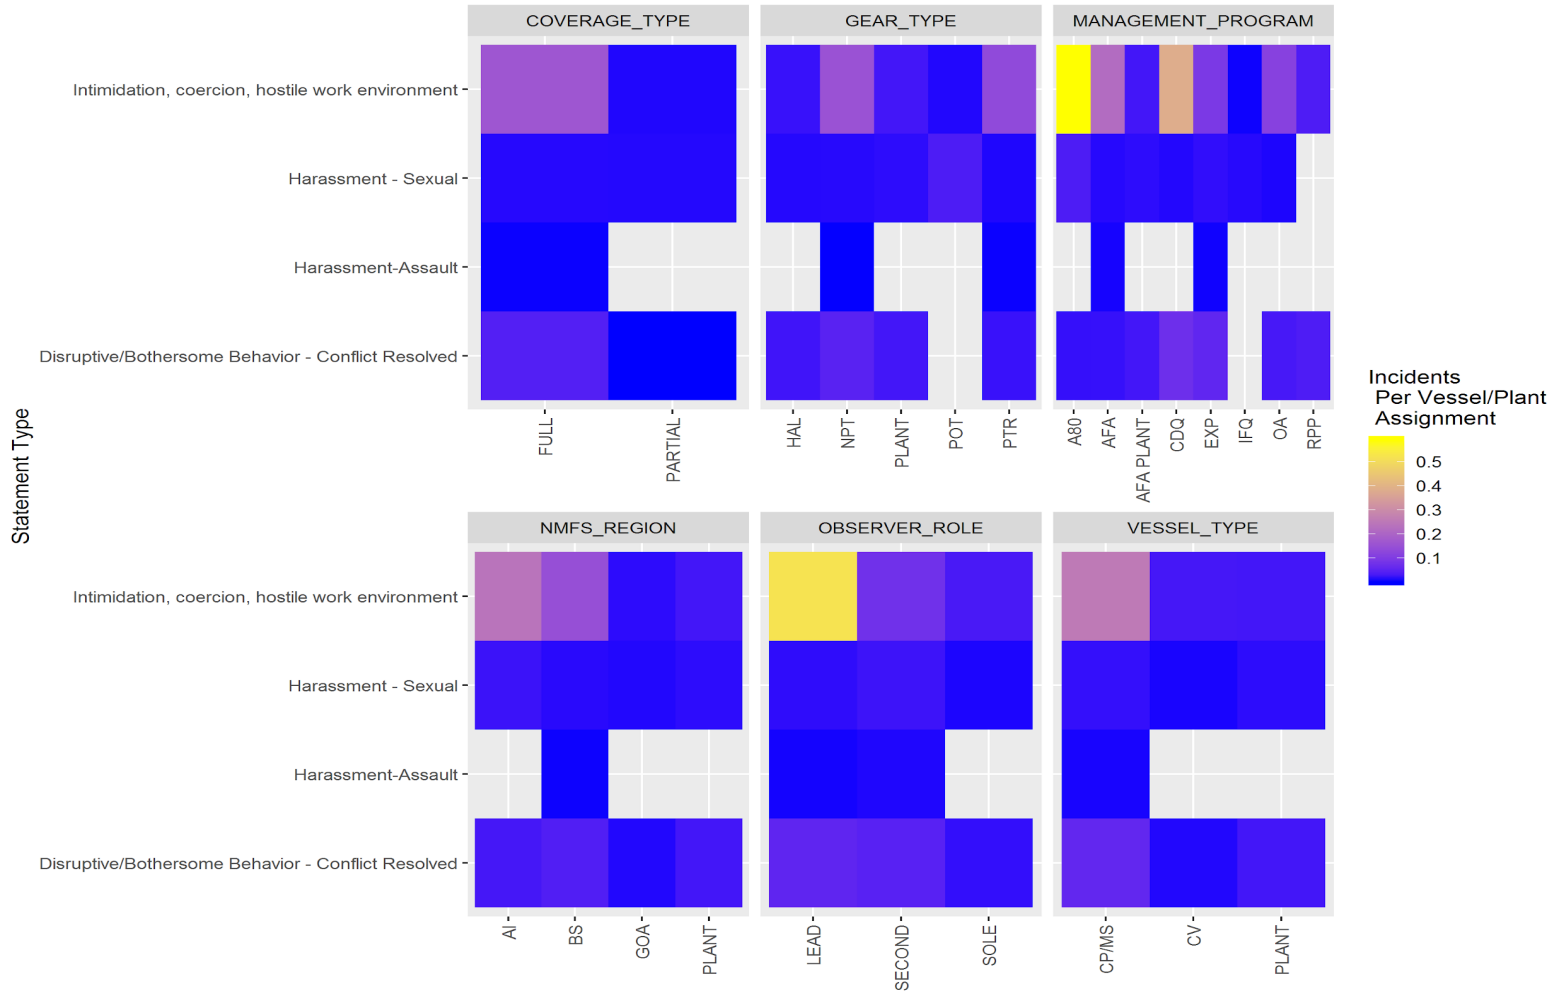 COVERAGE_TYPE
GEAR_TYPE
MANAGEMENT_PROGRAM
Intimidation, coercion, hostile work environment
Harassment - Sexual
Harassment-Assault
Disruptive/Bothersome Behavior - Conflict Resolved
FULL
PARTIAL
HAL
NPT
PLANT
POT
PTR
A80
AFA
AFA PLANT
CDQ
EXP
IFQ
OA
RPP
Statement Type
Incidents
Per Vessel/Plant
Assignment
0.5
0.4
0.3
0.2
0.1
NMFS_REGION
OBSERVER_ROLE
VESSEL_TYPE
Intimidation, coercion, hostile work environment
Harassment - Sexual
Harassment-Assault
Disruptive/Bothersome Behavior - Conflict Resolved
AI
BS
GOA
PLANT
LEAD
SECOND
SOLE
CP/MS
CV
PLANT